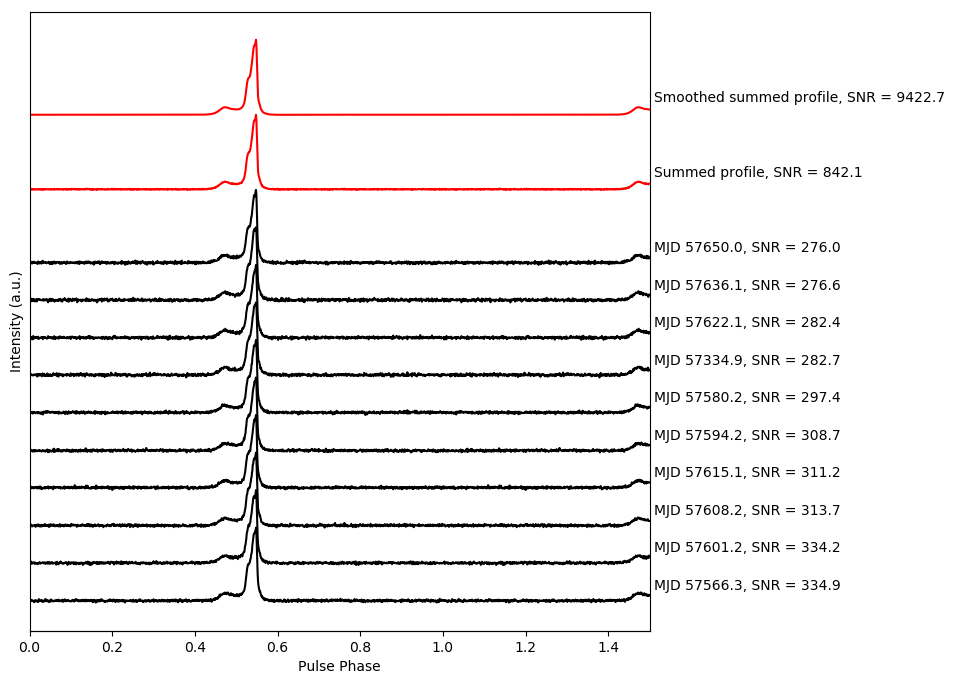 Smoothed summed profile, SNR = 9422.7
Summed profile, SNR = 842.1
MJD 57650.0, SNR = 276.0
MJD 57636.1, SNR = 276.6
MJD 57622.1, SNR = 282.4
MJD 57334.9, SNR = 282.7
MJD 57580.2, SNR = 297.4
MJD 57594.2, SNR = 308.7
MJD 57615.1, SNR = 311.2
MJD 57608.2, SNR = 313.7
MJD 57601.2, SNR = 334.2
MJD 57566.3, SNR = 334.9
Intensity (a.u.)
0.0 0.2 0.4 0.6 0.8 1.0 1.2 1.4
Pulse Phase